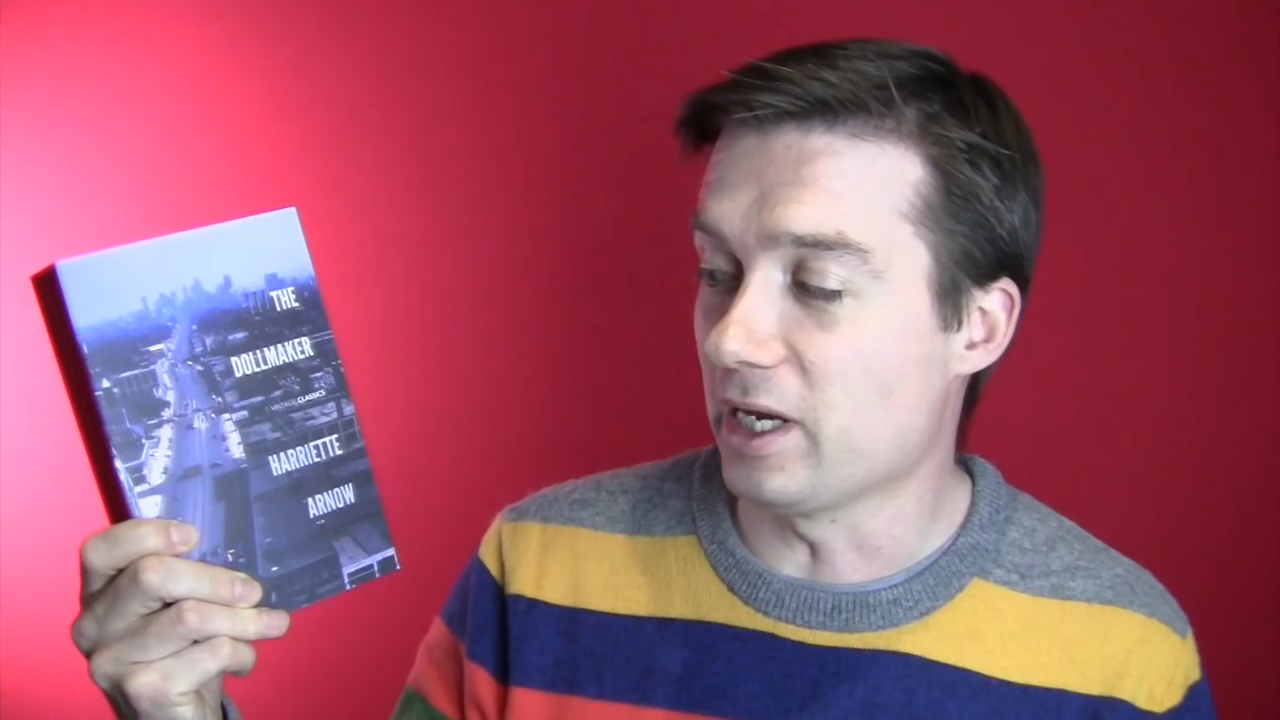 THE
DOLLMAKER
VINTAGE CLASSICS
HARRIETTE
ARNOW